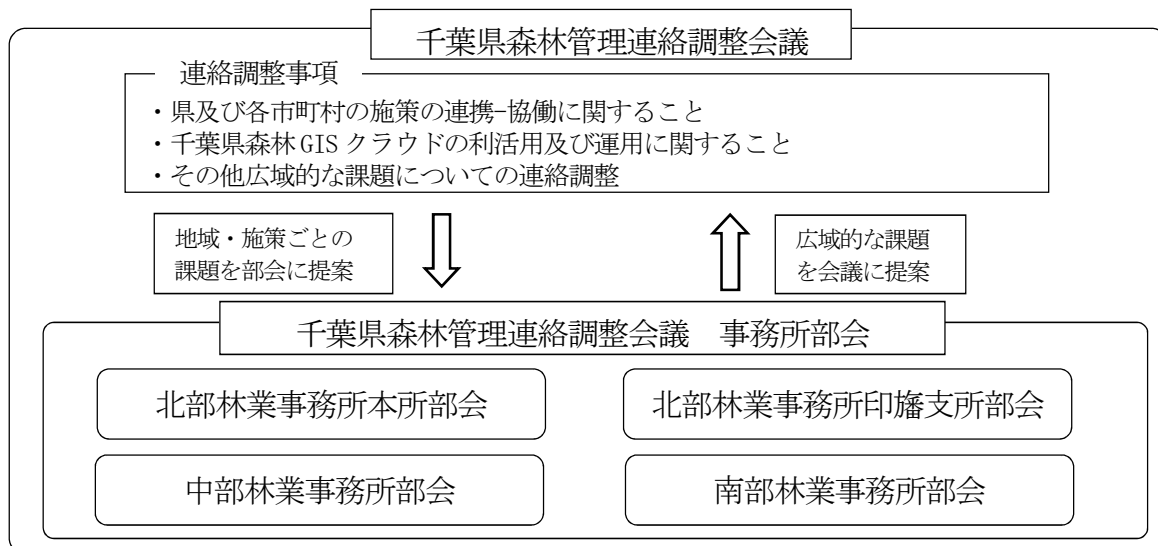 千葉県森林管理連絡調整会議
連絡調整事項
・県及び各市町村の施策の連携-協働に関すること
・千葉県森林 GIS クラウドの利活用及び運用に関すること
・その他広域的な課題についての連絡調整
地域・施策ごとの
課題を部会に提案
広域的な課題
を会議に提案
千葉県森林管理連絡調整会議　事務所部会
北部林業事務所本所部会
北部林業事務所印旛支所部会
中部林業事務所部会
南部林業事務所部会